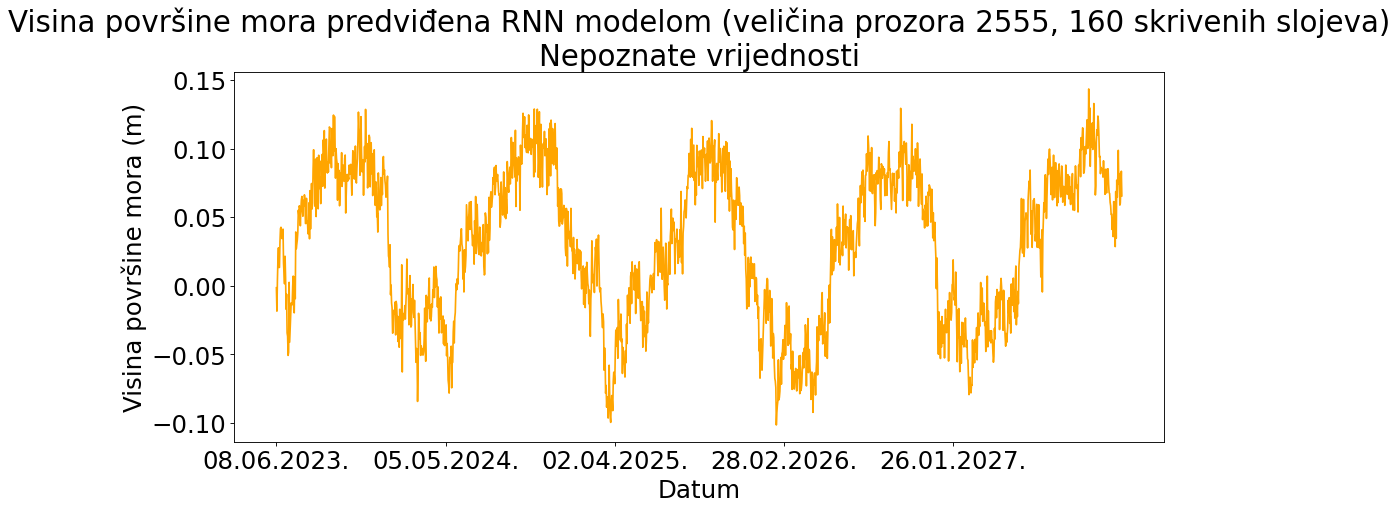 Visina površine mora predviđena RNN modelom (veličina prozora 2555, 160 skrivenih slojeva)
Nepoznate vrijednosti
Visina površine mora (m)
0.15
0.10
0.05
0.00
−0.05
−0.10
08.06.2023. 05.05.2024. 02.04.2025. 28.02.2026. 26.01.2027.
Datum